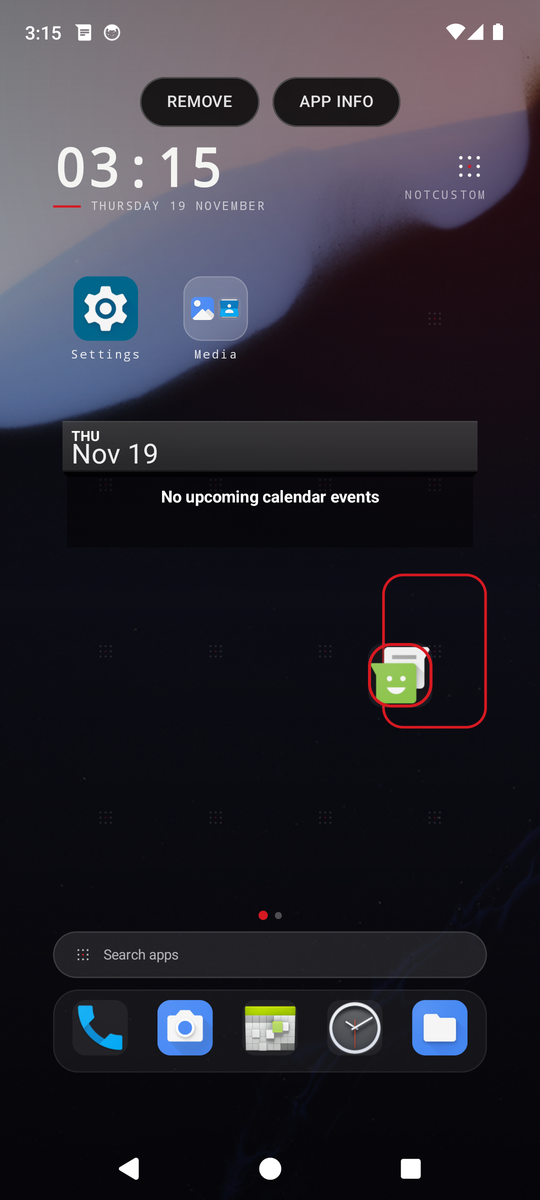 3:15
REMOVE
APP INFO
03:15
THURSDAY 19 NOVEMBER
NOTCUSTOM
Settings
Media
THU
Nov 19
No upcoming calendar events
Search apps